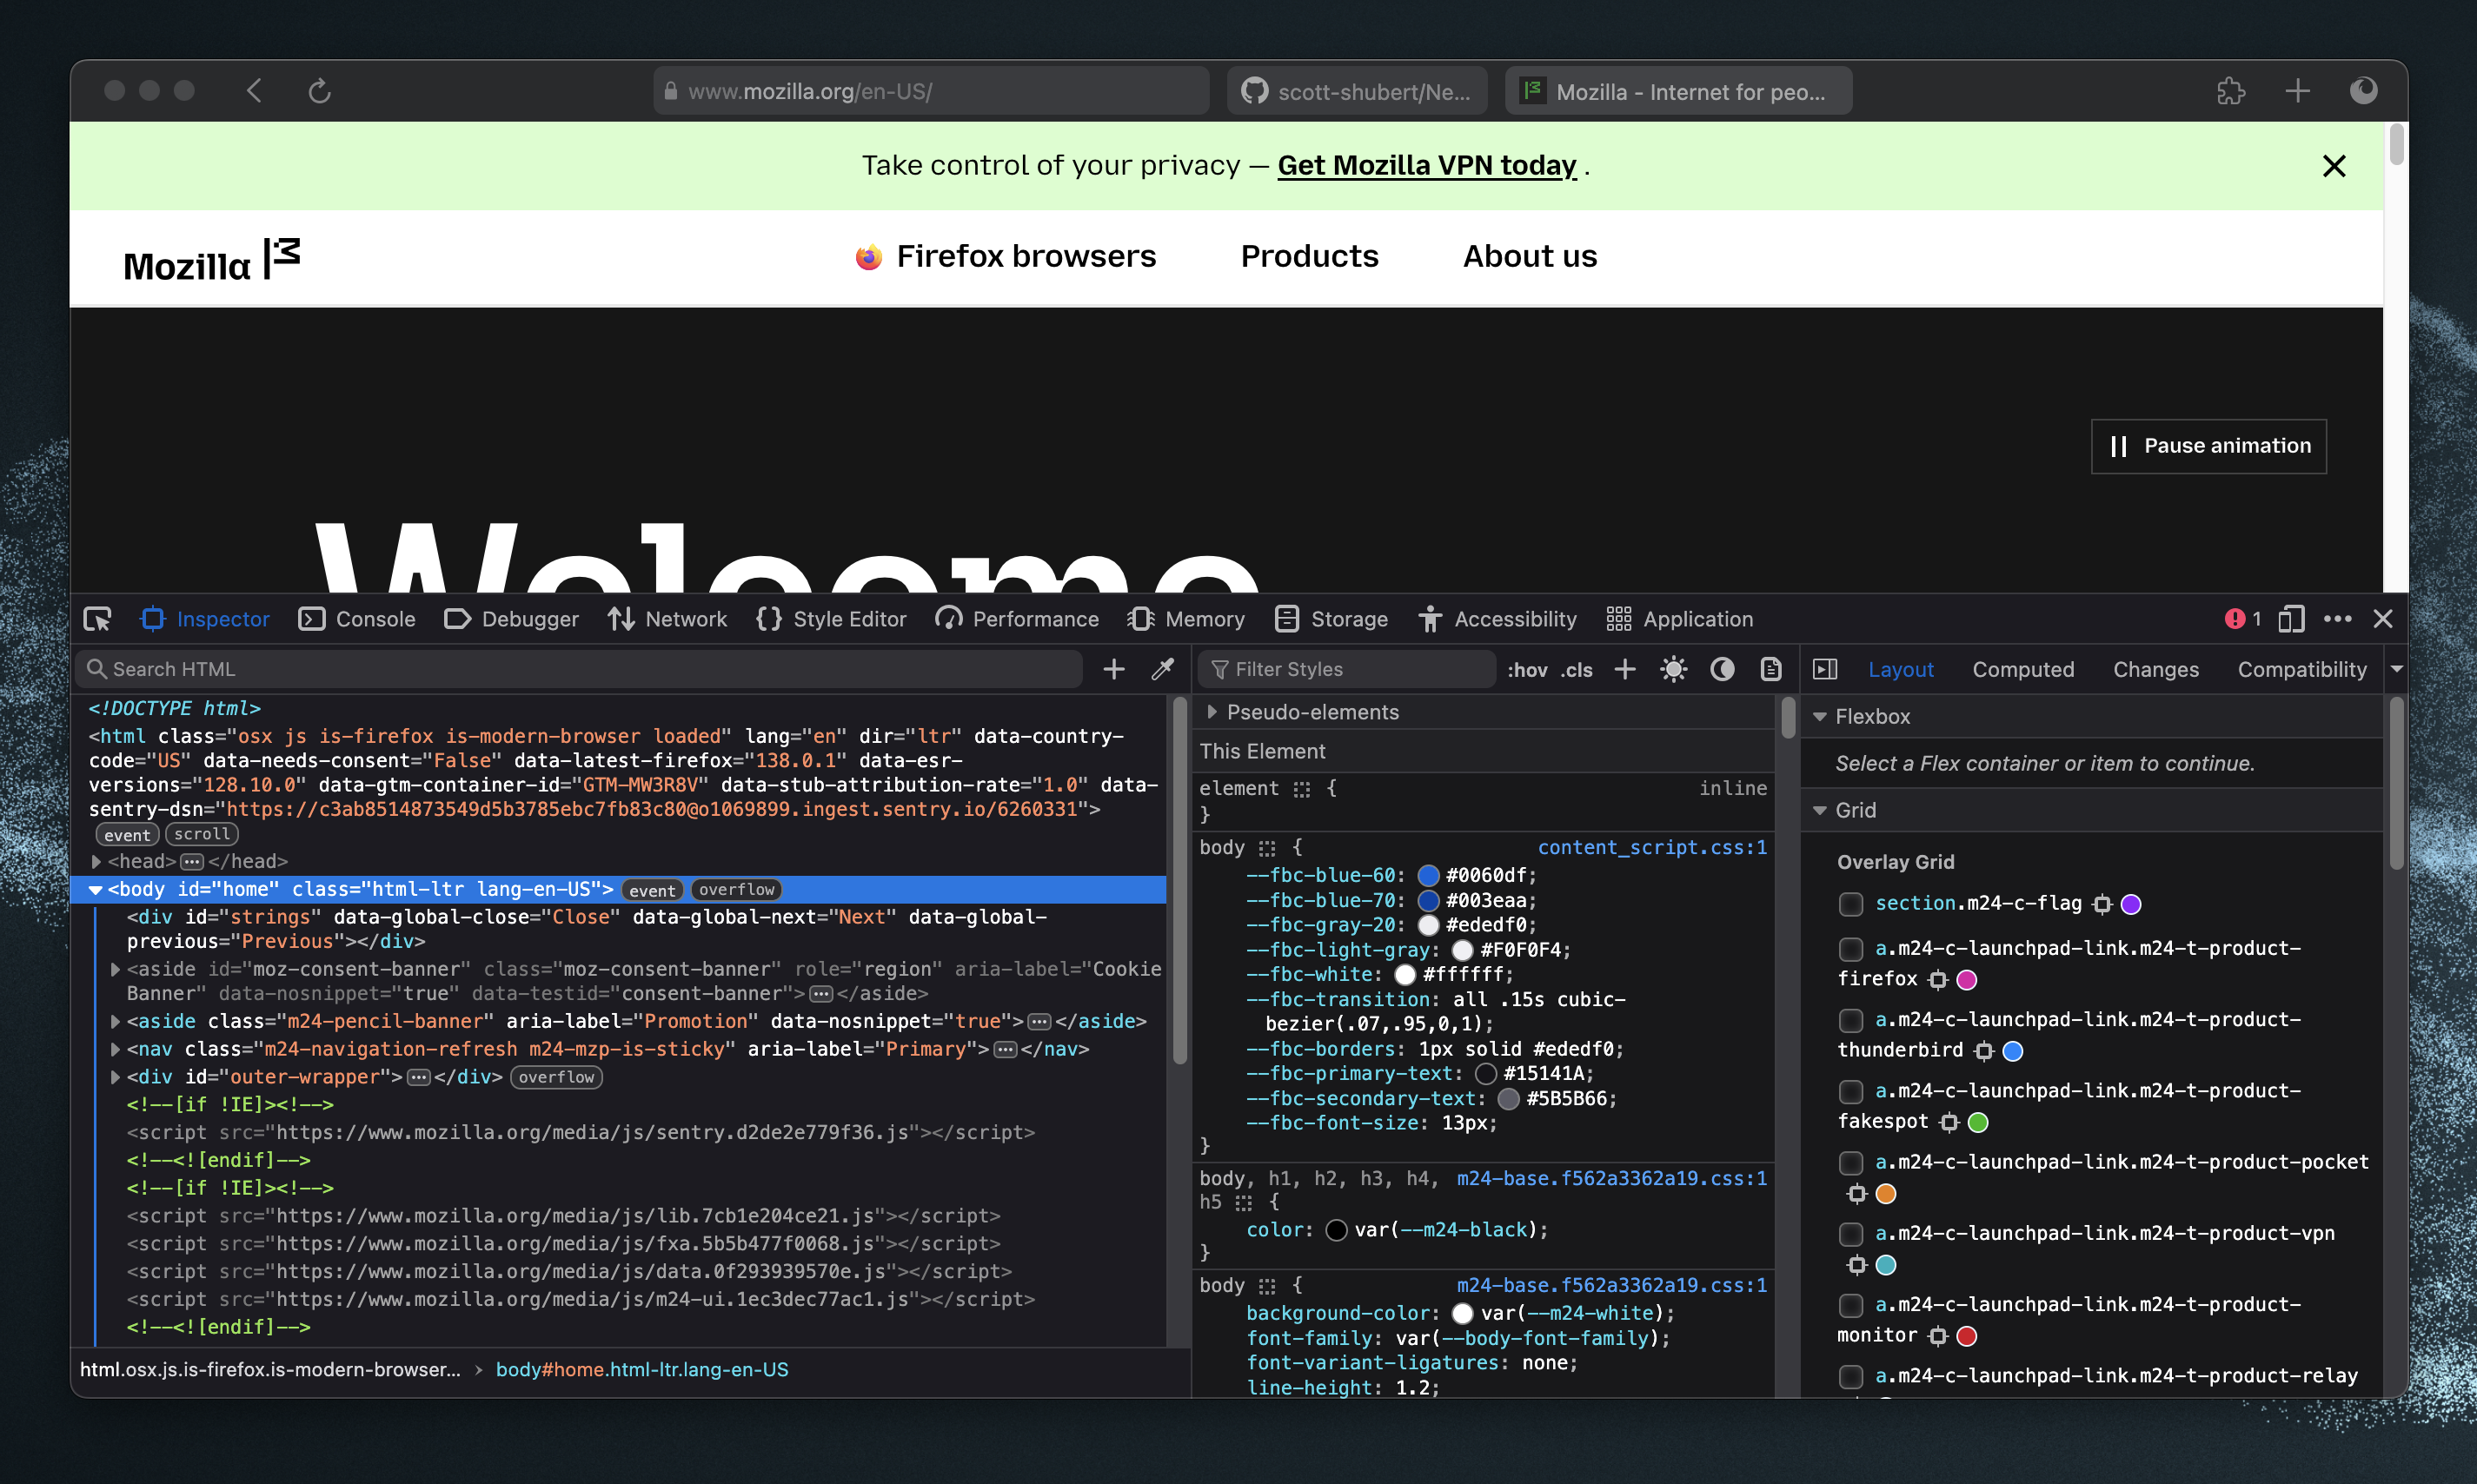 www.mozilla.org/en-US/
scott-shubert/Ne...
Mozilla - Internet for peo...
Take control of your privacy — Get Mozilla VPN today .
Mozilla
Firefox browsers
Products
About us
Pause animation
Welcome
Inspector
Console
Debugger
Network
Style Editor
Performance
Memory
Storage
Accessibility
Application
1
Search HTML
<!DOCTYPE html>
<html class="osx js is-firefox is-modern-browser loaded" lang="en" dir="ltr" data-country-
code="US" data-needs-consent="False" data-latest-firefox="138.0.1" data-esr-
versions="128.10.0" data-gtm-container-id="GTM-MW3R8V" data-stub-attribution-rate="1.0" data-
sentry-dsn="https://c3ab8514873549d5b3785ebc7fb83c80@o1069899.ingest.sentry.io/6260331">
event scroll
<head>...</head>
<body id="home" class="html-ltr lang-en-US"> event overflow
<div id="strings" data-global-close="Close" data-global-next="Next" data-global-
previous="Previous"></div>
<aside id="moz-consent-banner" class="moz-consent-banner" role="region" aria-label="Cookie
Banner" data-nosnippet="true" data-testid="consent-banner">...</aside>
<aside class="m24-pencil-banner" aria-label="Promotion" data-nosnippet="true">...</aside>
<nav class="m24-navigation-refresh m24-mzp-is-sticky" aria-label="Primary">...</nav>
<div id="outer-wrapper">...</div> overflow
<!--[if !IE]><!-->
<script src="https://www.mozilla.org/media/js/sentry.d2de2e779f36.js"></script>
<!--<![endif]-->
<!--[if !IE]><!-->
<script src="https://www.mozilla.org/media/js/lib.7cb1e204ce21.js"></script>
<script src="https://www.mozilla.org/media/js/fxa.5b5b477f0068.js"></script>
<script src="https://www.mozilla.org/media/js/data.0f293939570e.js"></script>
<script src="https://www.mozilla.org/media/js/m24-ui.1ec3dec77ac1.js"></script>
<!--<![endif]-->
html.osx.js.is-firefox.is-modern-browser... › body#home.html-ltr.lang-en-US
Filter Styles
:hov .cls
Pseudo-elements
This Element
element {
inline
}
body {
content_script.css:1
--fbc-blue-60: #0060df;
--fbc-blue-70: #003eaa;
--fbc-gray-20: #ededf0;
--fbc-light-gray: #F0F0F4;
--fbc-white: #ffffff;
--fbc-transition: all .15s cubic-
bezier(.07,.95,0,1);
--fbc-borders: 1px solid #ededf0;
--fbc-primary-text: #15141A;
--fbc-secondary-text: #5B5B66;
--fbc-font-size: 13px;
}
body, h1, h2, h3, h4, m24-base.f562a3362a19.css:1
h5 {
color: var(--m24-black);
}
body {
m24-base.f562a3362a19.css:1
background-color: var(--m24-white);
font-family: var(--body-font-family);
font-variant-ligatures: none;
line-height: 1.2;
Layout
Computed
Changes
Compatibility
Flexbox
Select a Flex container or item to continue.
Grid
Overlay Grid
section.m24-c-flag
a.m24-c-launchpad-link.m24-t-product-
firefox
a.m24-c-launchpad-link.m24-t-product-
thunderbird
a.m24-c-launchpad-link.m24-t-product-
fakespot
a.m24-c-launchpad-link.m24-t-product-pocket
a.m24-c-launchpad-link.m24-t-product-vpn
a.m24-c-launchpad-link.m24-t-product-
monitor
a.m24-c-launchpad-link.m24-t-product-relay